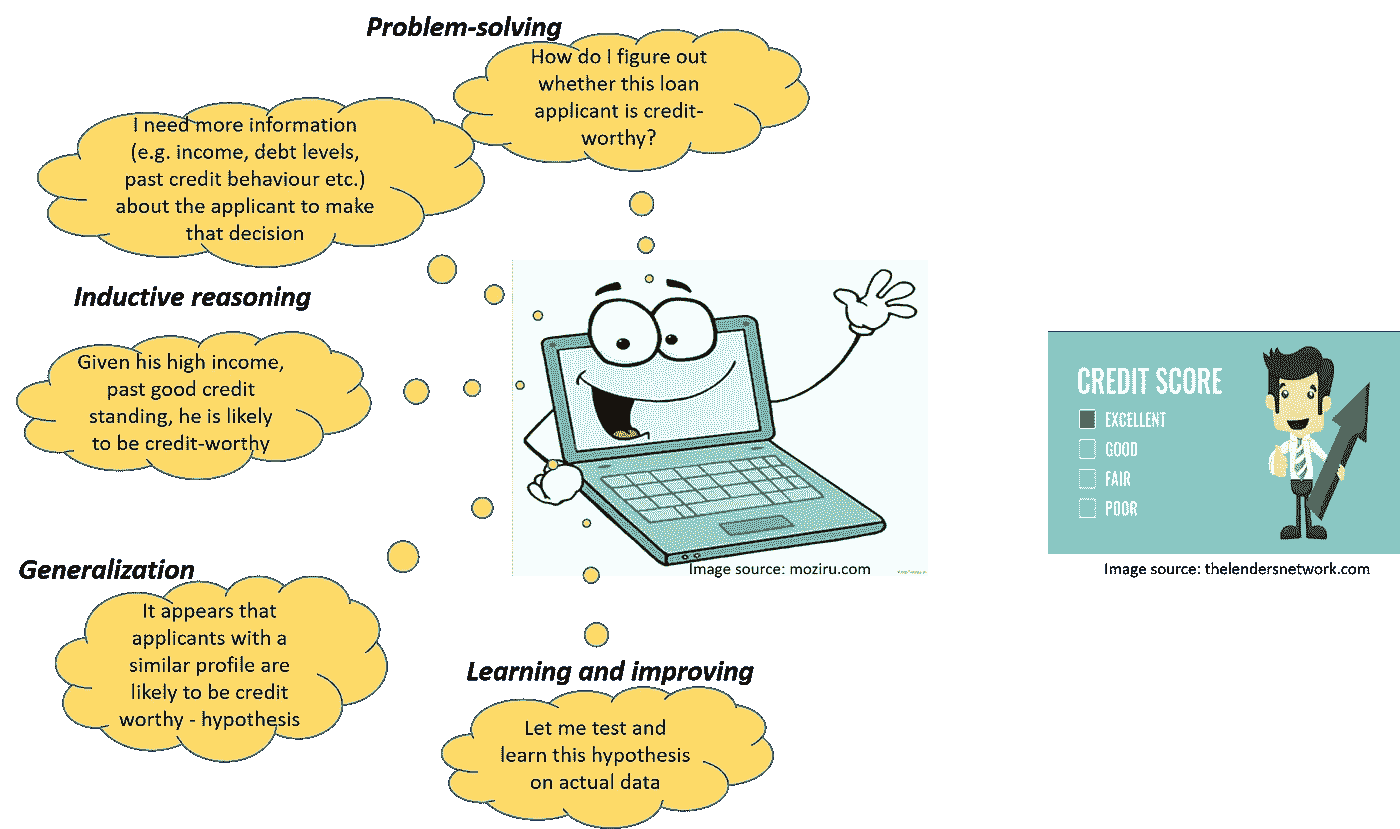 Problem-solving
How do I figure out
whether this loan
applicant is credit-
worthy?
I need more information
(e.g. income, debt levels,
past credit behaviour etc.)
about the applicant to make
that decision
Inductive reasoning
Given his high income,
past good credit
standing, he is likely
to be credit-worthy
Generalization
It appears that
applicants with a
similar profile are
likely to be credit
worthy - hypothesis
Learning and improving
Let me test and
learn this hypothesis
on actual data
Image source: moziru.com
CREDIT SCORE
EXCELLENT
GOOD
FAIR
POOR
Image source: thelendersnetwork.com